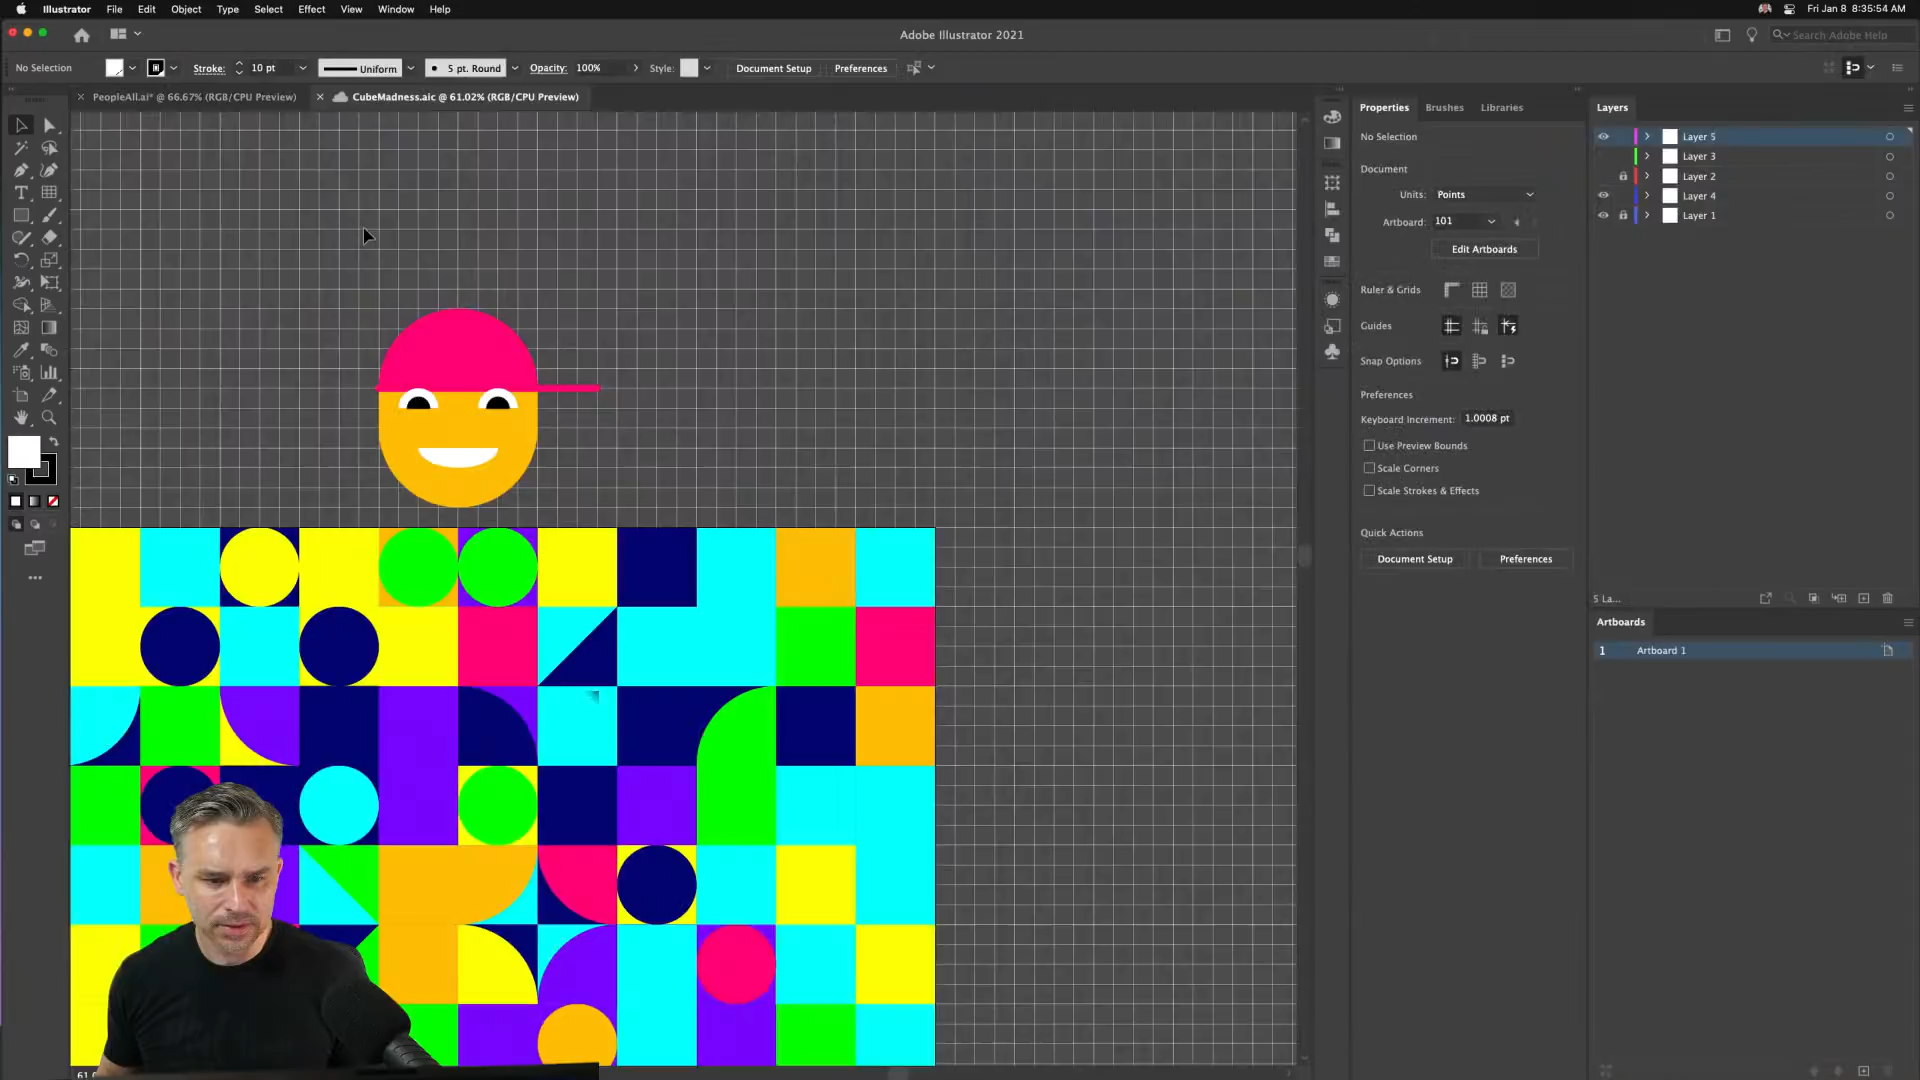 Illustrator File Edit Object Type Select Effect View Window Help
Fri Jan 8 8:35:54 AM
Adobe Illustrator 2021
Search Adobe Help
No Selection
Stroke: 10 pt
Uniform
5 pt. Round
Opacity: 100%
Style:
Document Setup
Preferences
PeopleAll.ai* @ 66.67% (RGB/CPU Preview)
CubeMadness.aic @ 61.02% (RGB/CPU Preview)
Properties Brushes Libraries
No Selection
Document
Units: Points
Artboard: 101
Edit Artboards
Ruler & Grids
Guides
Snap Options
Preferences
Keyboard Increment: 1.0008 pt
Use Preview Bounds
Scale Corners
Scale Strokes & Effects
Quick Actions
Document Setup
Preferences
Layers
Layer 5
Layer 3
Layer 2
Layer 4
Layer 1
5 La...
Artboards
1 Artboard 1